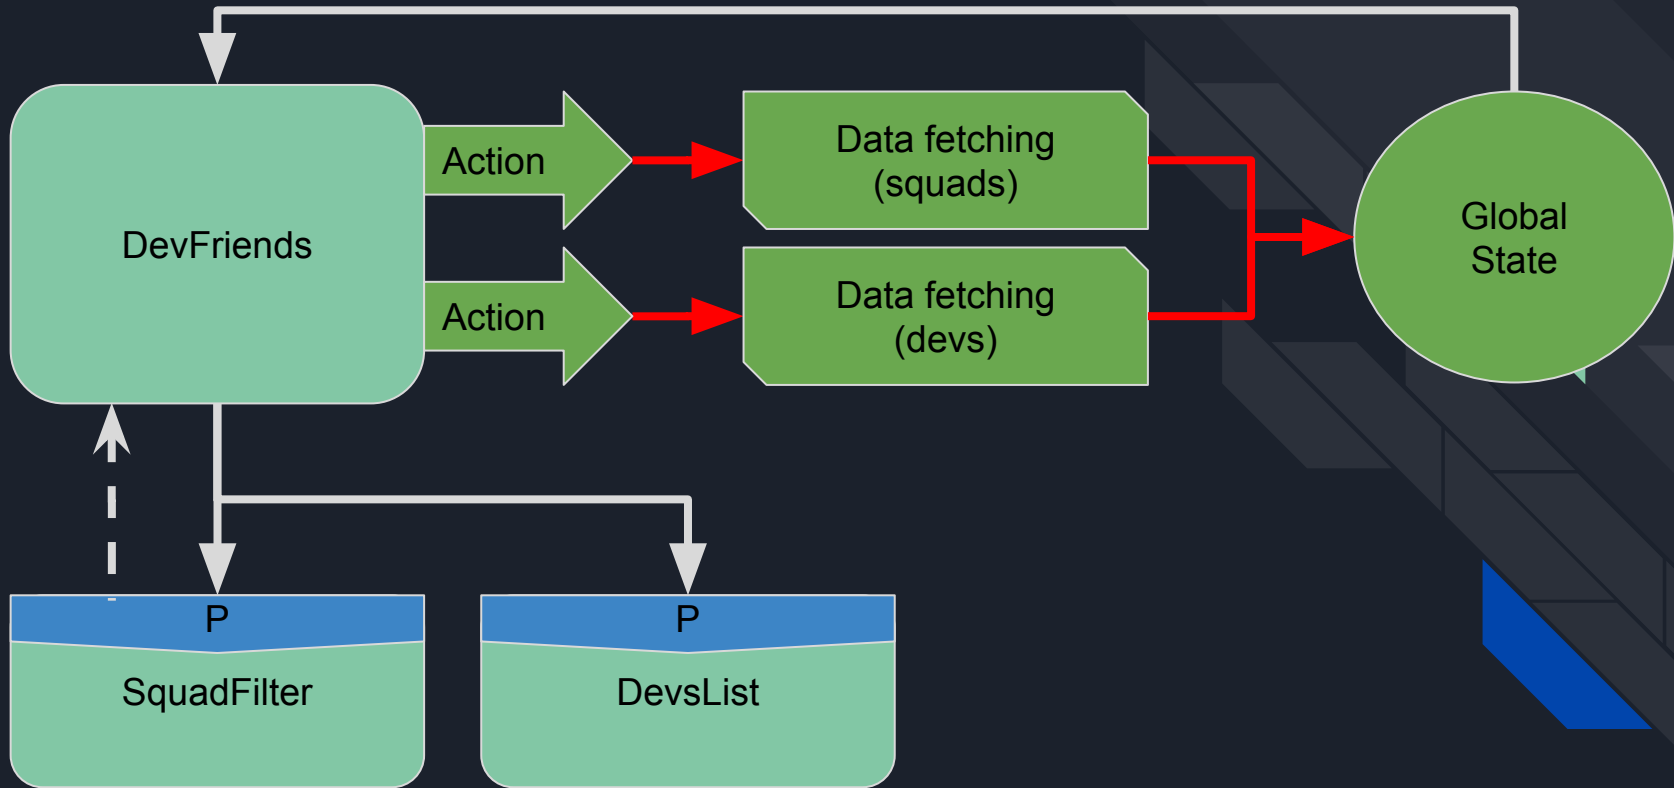 DevFriends
Action
Data fetching
(squads)
Action
Data fetching
(devs)
Global
State
P
SquadFilter
P
DevsList